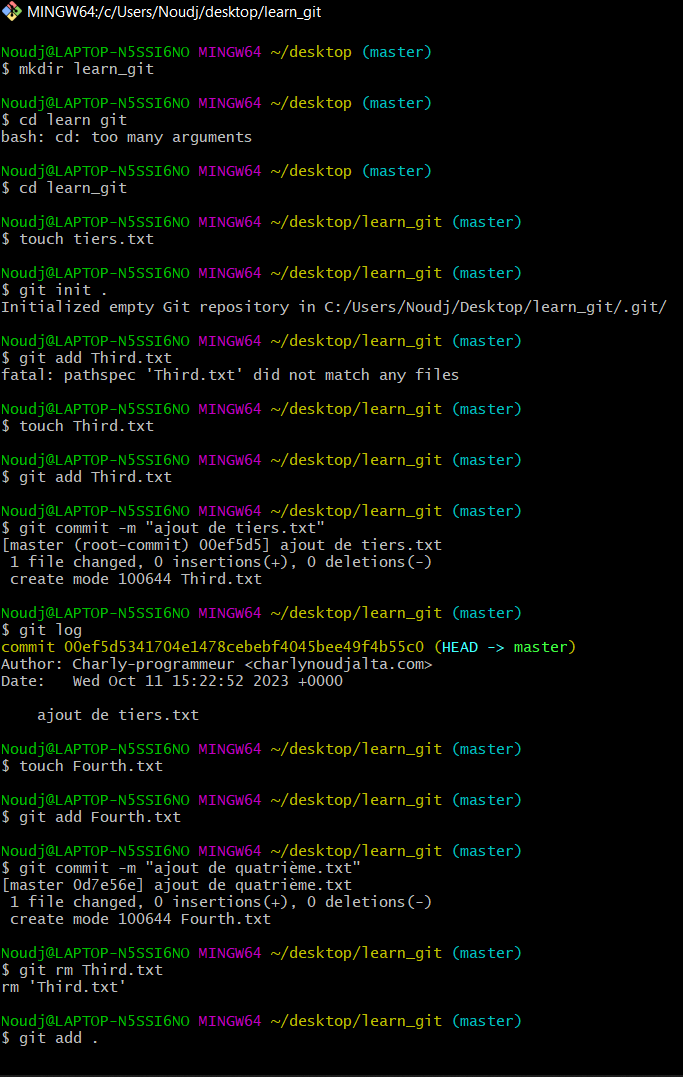 MINGW64:/c/Users/Noudj/desktop/learn_git
Noudj@LAPTOP-N5SSI6NO MINGW64 ~/desktop (master)
$ mkdir learn_git
Noudj@LAPTOP-N5SSI6NO MINGW64 ~/desktop (master)
$ cd learn git
bash: cd: too many arguments
Noudj@LAPTOP-N5SSI6NO MINGW64 ~/desktop (master)
$ cd learn_git
Noudj@LAPTOP-N5SSI6NO MINGW64 ~/desktop/learn_git (master)
$ touch tiers.txt
Noudj@LAPTOP-N5SSI6NO MINGW64 ~/desktop/learn_git (master)
$ git init .
Initialized empty Git repository in C:/Users/Noudj/Desktop/learn_git/.git/
Noudj@LAPTOP-N5SSI6NO MINGW64 ~/desktop/learn_git (master)
$ git add Third.txt
fatal: pathspec 'Third.txt' did not match any files
Noudj@LAPTOP-N5SSI6NO MINGW64 ~/desktop/learn_git (master)
$ touch Third.txt
Noudj@LAPTOP-N5SSI6NO MINGW64 ~/desktop/learn_git (master)
$ git add Third.txt
Noudj@LAPTOP-N5SSI6NO MINGW64 ~/desktop/learn_git (master)
$ git commit -m "ajout de tiers.txt"
[master (root-commit) 00ef5d5] ajout de tiers.txt
 1 file changed, 0 insertions(+), 0 deletions(-)
 create mode 100644 Third.txt
Noudj@LAPTOP-N5SSI6NO MINGW64 ~/desktop/learn_git (master)
$ git log
commit 00ef5d5341704e1478cebebf4045bee49f4b55c0 (HEAD -> master)
Author: Charly-programmeur <charlynoudjalta.com>
Date:   Wed Oct 11 15:22:52 2023 +0000
    ajout de tiers.txt
Noudj@LAPTOP-N5SSI6NO MINGW64 ~/desktop/learn_git (master)
$ touch Fourth.txt
Noudj@LAPTOP-N5SSI6NO MINGW64 ~/desktop/learn_git (master)
$ git add Fourth.txt
Noudj@LAPTOP-N5SSI6NO MINGW64 ~/desktop/learn_git (master)
$ git commit -m "ajout de quatrième.txt"
[master 0d7e56e] ajout de quatrième.txt
 1 file changed, 0 insertions(+), 0 deletions(-)
 create mode 100644 Fourth.txt
Noudj@LAPTOP-N5SSI6NO MINGW64 ~/desktop/learn_git (master)
$ git rm Third.txt
rm 'Third.txt'
Noudj@LAPTOP-N5SSI6NO MINGW64 ~/desktop/learn_git (master)
$ git add .